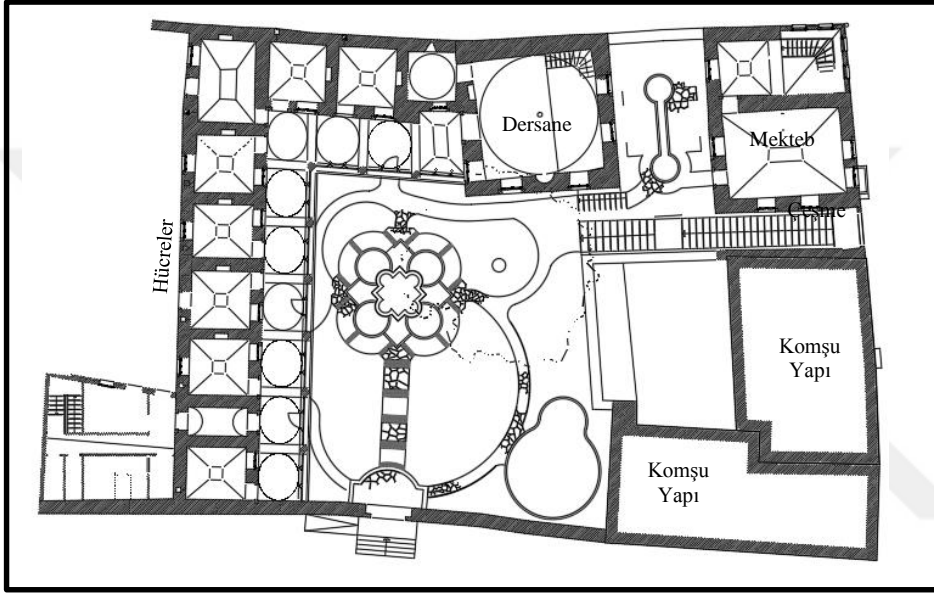 Dersane
Mekteb
Çeşme
Hücreler
Komşu
Yapı
Komşu
Yapı